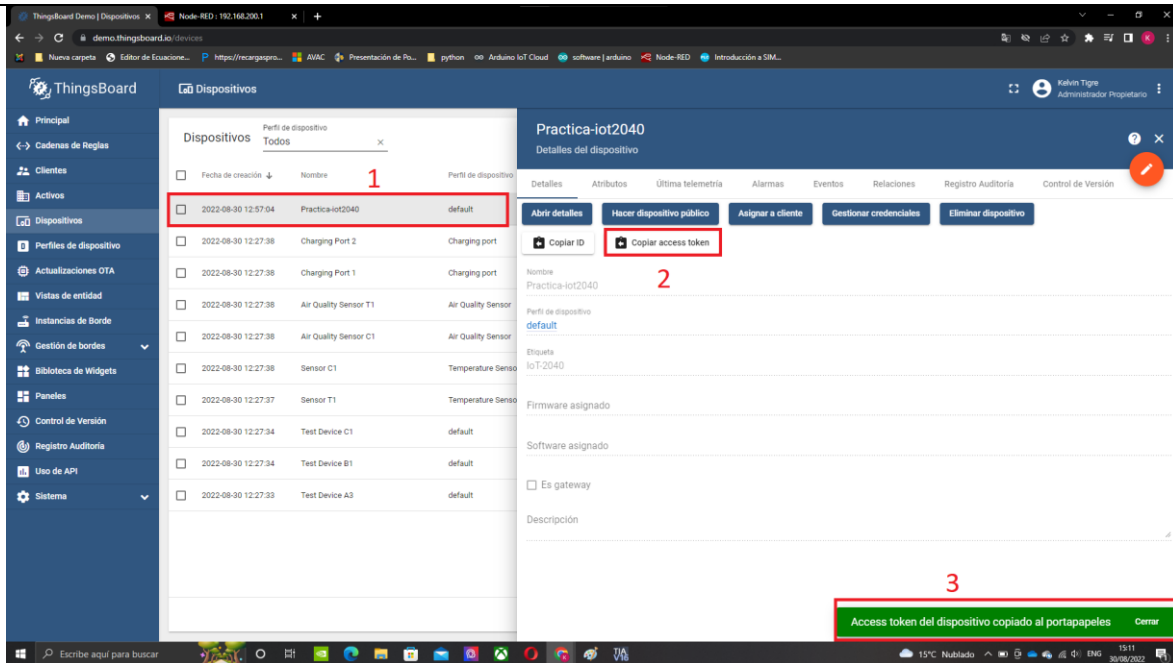 ThingsBoard Demo | Dispositivos
Node-RED : 192.168.200.1
demo.thingsboard.io/devices
Nueva carpeta
Editor de Ecuacione...
https://recargaspro...
AVAC
Presentación de Po...
python
Arduino IoT Cloud
software | arduino
Node-RED
Introducción a SIM...
ThingsBoard
Dispositivos
Kelvin Tigre
Administrador Propietario
Principal
Cadenas de Reglas
Clientes
Activos
Dispositivos
Perfiles de dispositivo
Actualizaciones OTA
Vistas de entidad
Instancias de Borde
Gestión de bordes
Bibloteca de Widgets
Paneles
Control de Versión
Registro Auditoría
Uso de API
Sistema
Dispositivos
Perfil de dispositivo
Todos
Fecha de creación
Nombre
1
Perfil de dispositivo
2022-08-30 12:57:04 Practica-iot2040 default
2022-08-30 12:27:38 Charging Port 2 Charging port
2022-08-30 12:27:38 Charging Port 1 Charging port
2022-08-30 12:27:38 Air Quality Sensor T1 Air Quality Sensor
2022-08-30 12:27:38 Air Quality Sensor C1 Air Quality Sensor
2022-08-30 12:27:38 Sensor C1 Temperature Senso
2022-08-30 12:27:37 Sensor T1 Temperature Senso
2022-08-30 12:27:34 Test Device C1 default
2022-08-30 12:27:34 Test Device B1 default
2022-08-30 12:27:33 Test Device A3 default
Practica-iot2040
Detalles del dispositivo
Detalles Atributos Última telemetría Alarmas Eventos Relaciones Registro Auditoría Control de Versión
Abrir detalles
Hacer dispositivo público
Asignar a cliente
Gestionar credenciales
Eliminar dispositivo
Copiar ID
Copiar access token
2
Nombre
Practica-iot2040
Perfil de dispositivo
default
Etiqueta
IoT-2040
Firmware asignado
Software asignado
Es gateway
Descripción
3
Access token del dispositivo copiado al portapapeles
Cerrar
Escribe aquí para buscar
15°C Nublado
ENG
15:11
30/08/2022